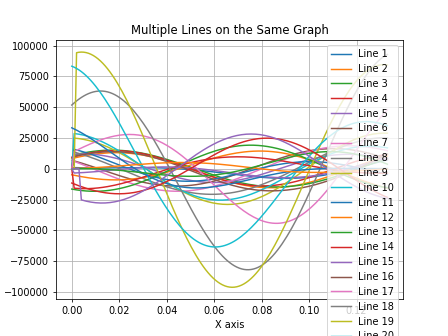 Multiple Lines on the Same Graph
100000
75000
50000
25000
0
−25000
−50000
−75000
−100000
0.00
0.02
0.04
0.06
0.08
0.10
X axis
Line 1
Line 2
Line 3
Line 4
Line 5
Line 6
Line 7
Line 8
Line 9
Line 10
Line 11
Line 12
Line 13
Line 14
Line 15
Line 16
Line 17
Line 18
Line 19
Line 20